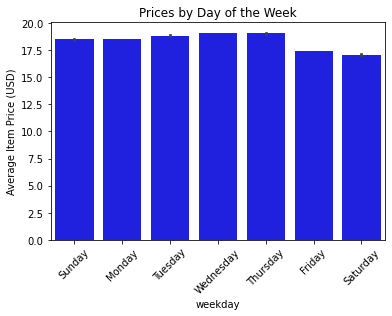 Prices by Day of the Week
Average Item Price (USD)
20.0
17.5
15.0
12.5
10.0
7.5
5.0
2.5
0.0
Sunday
Monday
Tuesday
Wednesday
Thursday
Friday
Saturday
weekday